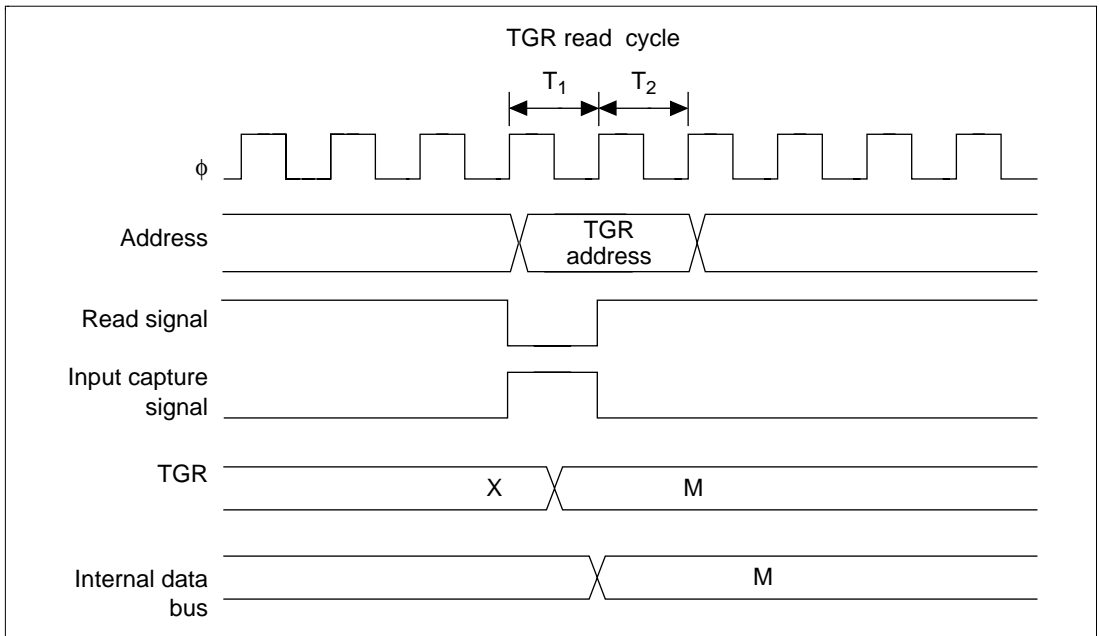 TGR read cycle
T1 T2
ϕ
Address
TGR
address
Read signal
Input capture
signal
TGR
X M
Internal data
bus
M